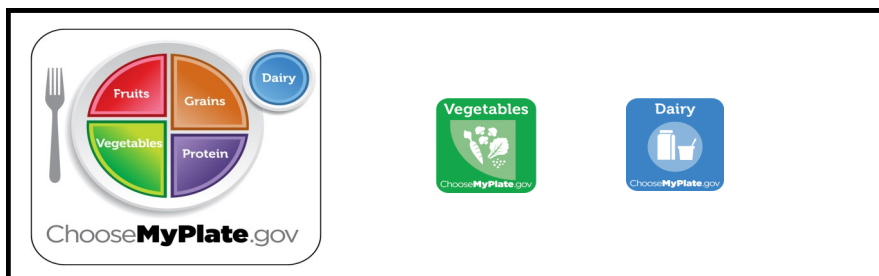 Fruits
Grains
Dairy
Vegetables
Protein
ChooseMyPlate.gov
Vegetables
ChooseMyPlate.gov
Dairy
ChooseMyPlate.gov